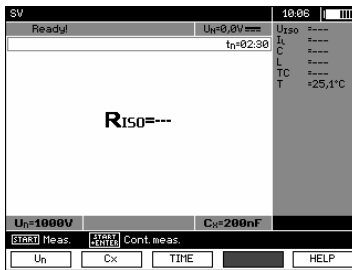 SV 10:06
Ready! UN=0,0V
tn=02:30
UISO =---
IL =---
C =---
L =---
TC =---
T =25,1°C
RISO=---
Un=1000V CX=200nF
START Meas. START +ENTER Cont. meas.
Un Cx TIME HELP